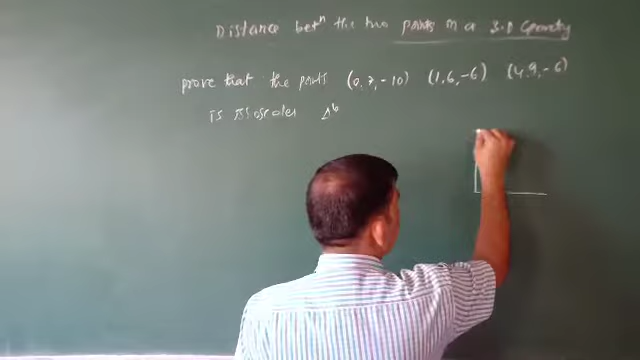 Distance betⁿ the two points in a 3-D Geometry
prove that the points (0,7,-10) (1,6,-6) (4,9,-6)
is Isosceles Δˡᵉ